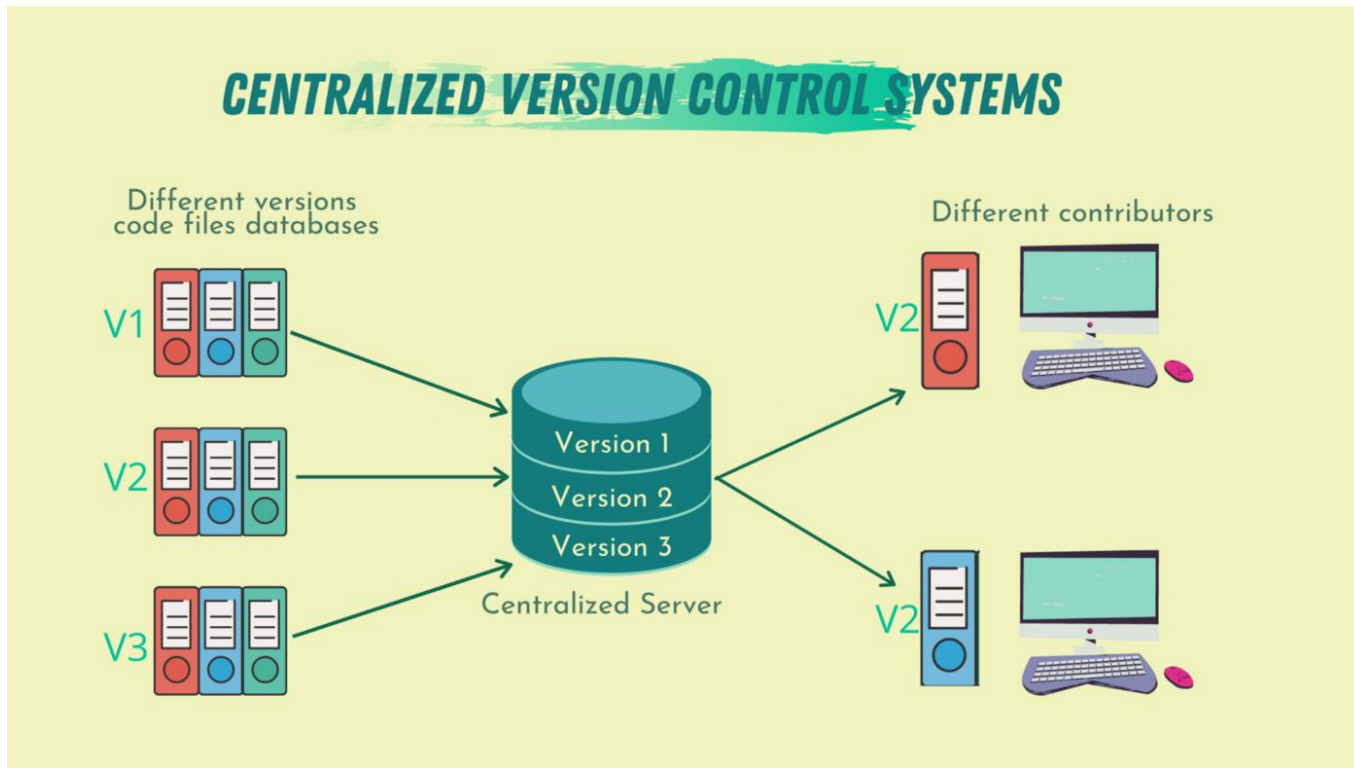 CENTRALIZED VERSION CONTROL SYSTEMS
Different versions
code files databases
Different contributors
V1
V2
V3
Version 1
Version 2
Version 3
Centralized Server
V2
V2